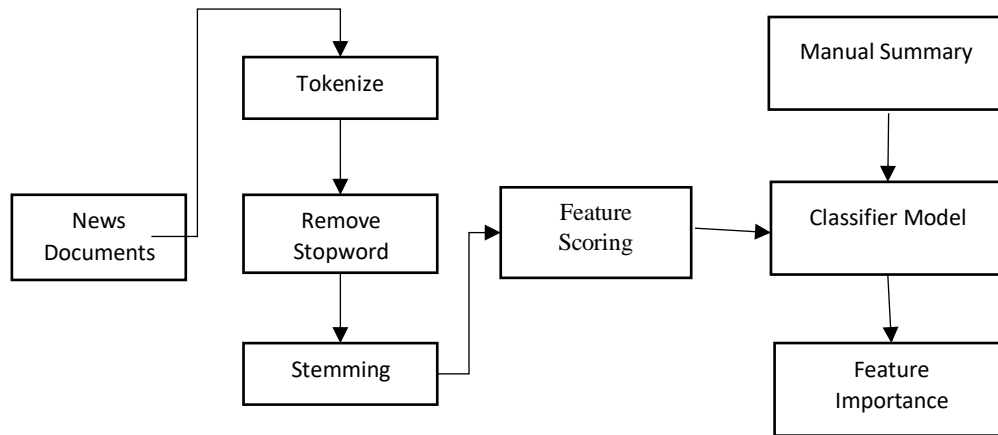 News
Documents
Tokenize
Remove
Stopword
Stemming
Feature
Scoring
Manual Summary
Classifier Model
Feature
Importance